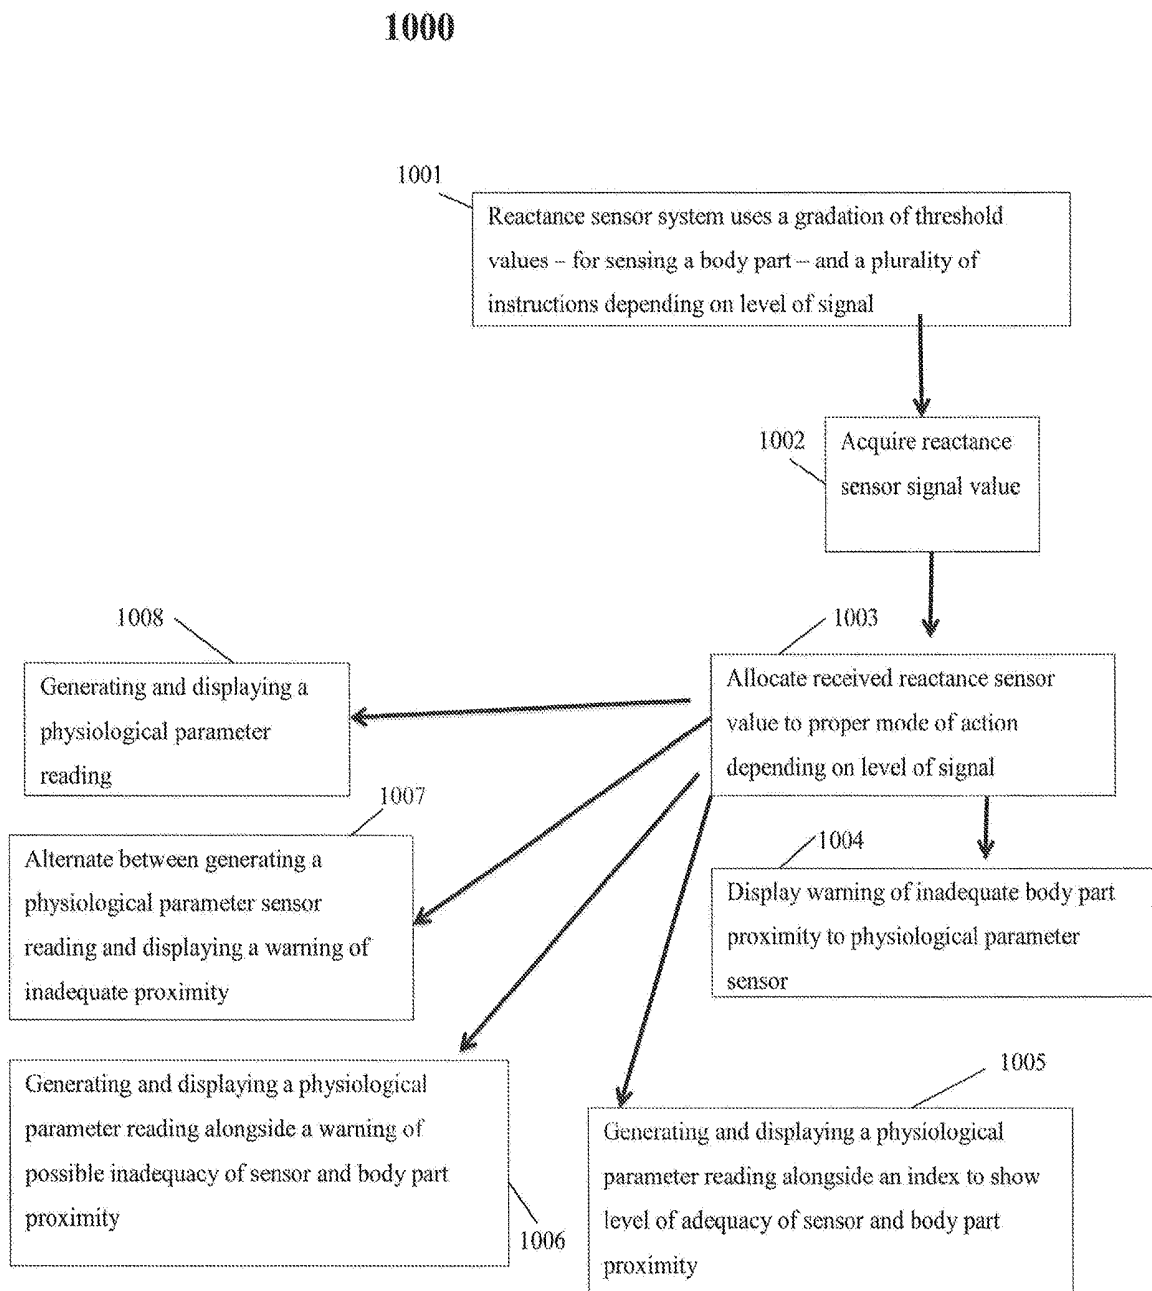 1000
1001
Reactance sensor system uses a gradation of threshold
values – for sensing a body part – and a plurality of
instructions depending on level of signal
1002
Acquire reactance
sensor signal value
1003
Allocate received reactance sensor
value to proper mode of action
depending on level of signal
1008
Generating and displaying a
physiological parameter
reading
1007
Alternate between generating a
physiological parameter sensor
reading and displaying a warning of
inadequate proximity
1004
Display warning of inadequate body part
proximity to physiological parameter
sensor
1006
Generating and displaying a physiological
parameter reading alongside a warning of
possible inadequacy of sensor and body part
proximity
1005
Generating and displaying a physiological
parameter reading alongside an index to show
level of adequacy of sensor and body part
proximity